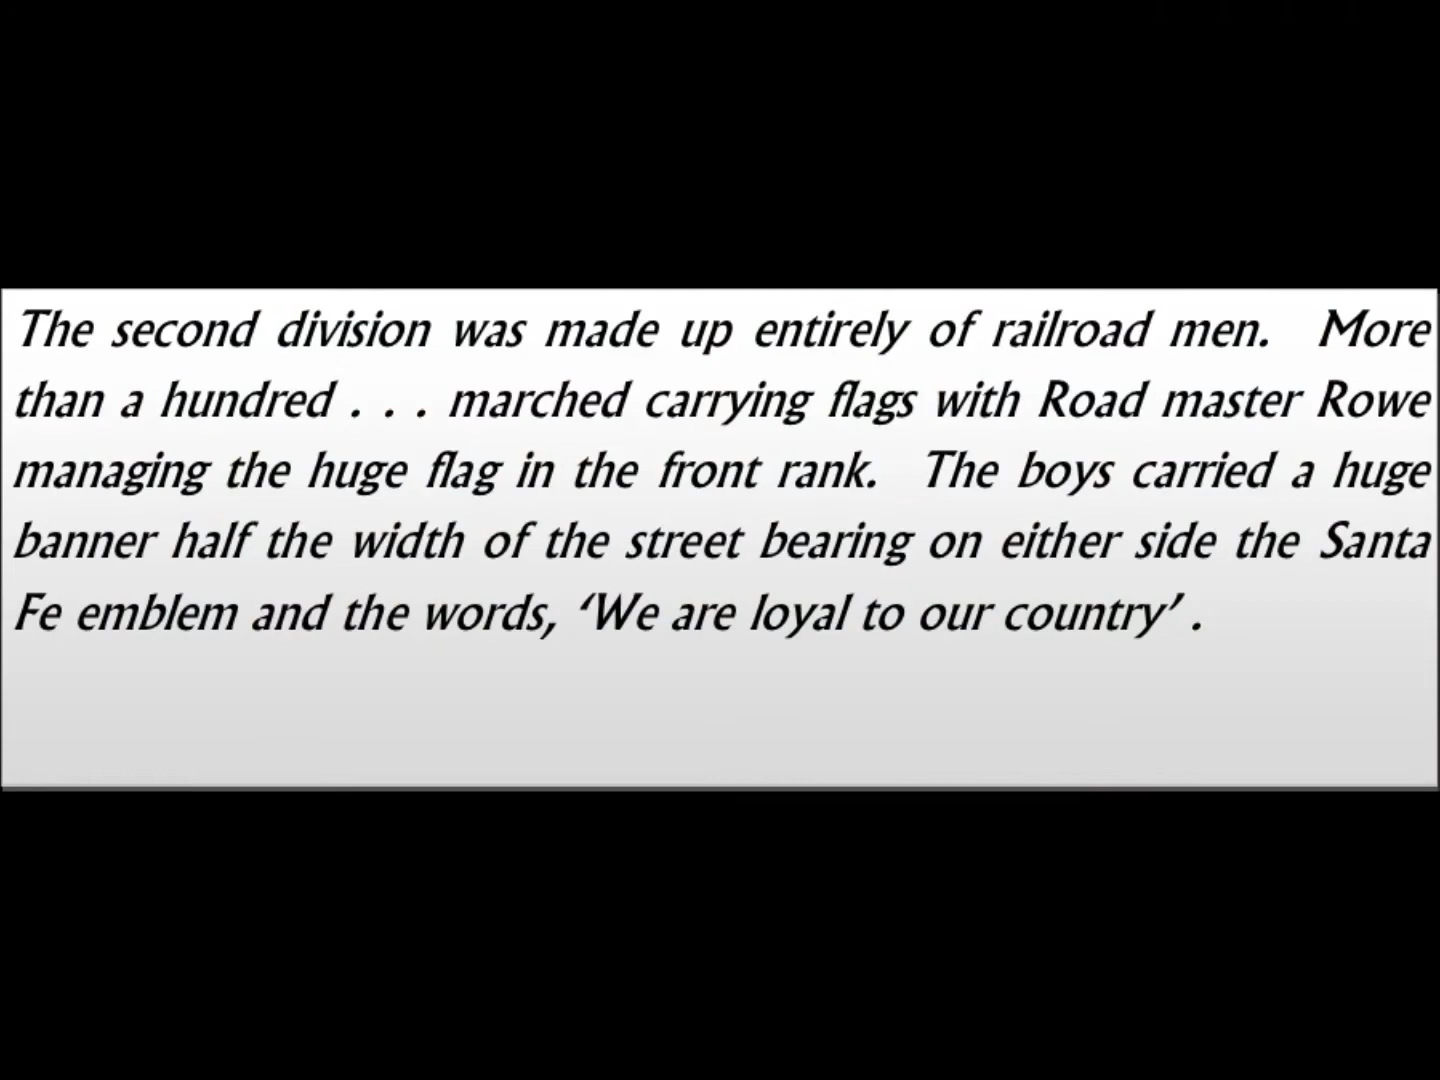 The second division was made up entirely of railroad men.  More
than a hundred . . . marched carrying flags with Road master Rowe
managing the huge flag in the front rank.  The boys carried a huge
banner half the width of the street bearing on either side the Santa
Fe emblem and the words, ‘We are loyal to our country’ .